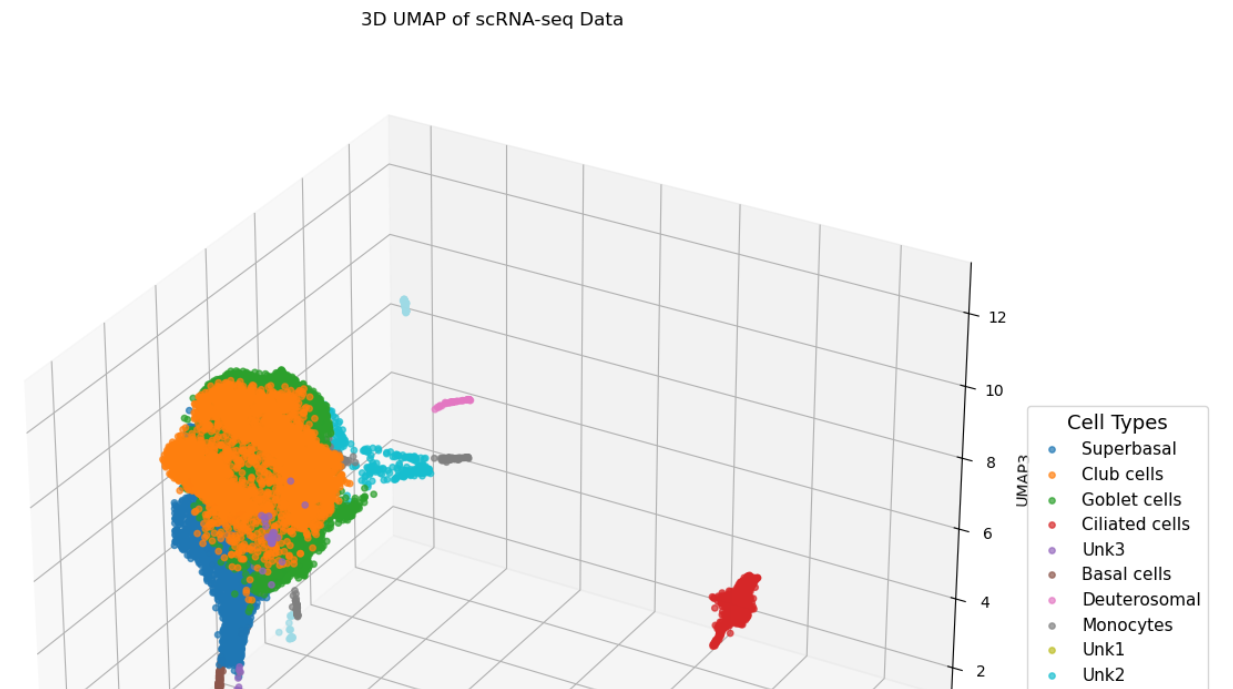 3D UMAP of scRNA-seq Data
12
10
8
6
4
2
UMAP3
Cell Types
Superbasal
Club cells
Goblet cells
Ciliated cells
Unk3
Basal cells
Deuterosomal
Monocytes
Unk1
Unk2